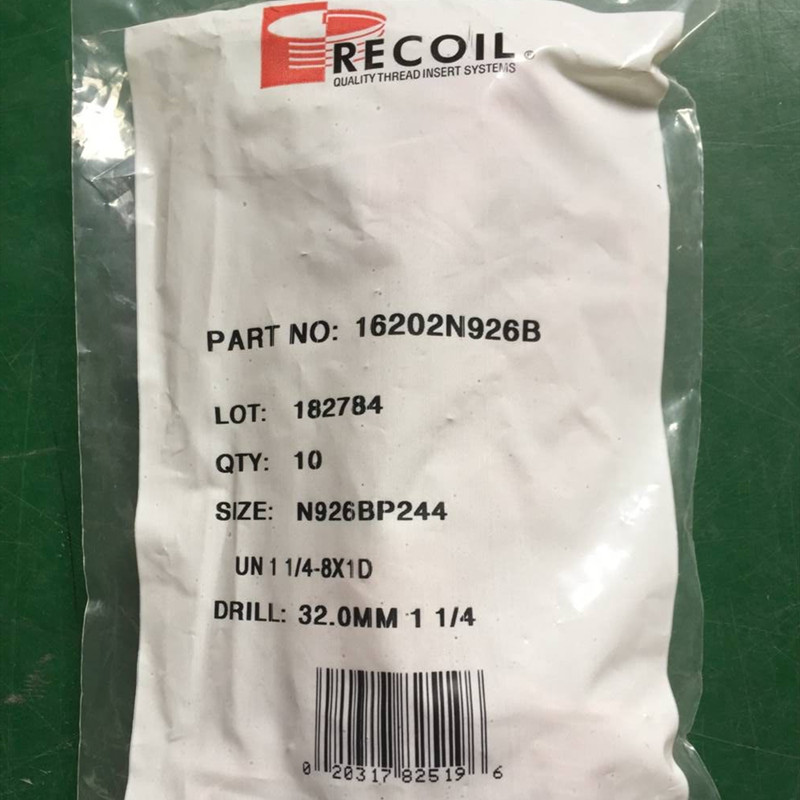 RECOIL®
QUALITY THREAD INSERT SYSTEMS
PART NO: 16202N926B
LOT: 182784
QTY: 10
SIZE: N926BP244
UN 1 1/4-8X1D
DRILL: 32.0MM 1 1/4
0 20317 82519 6